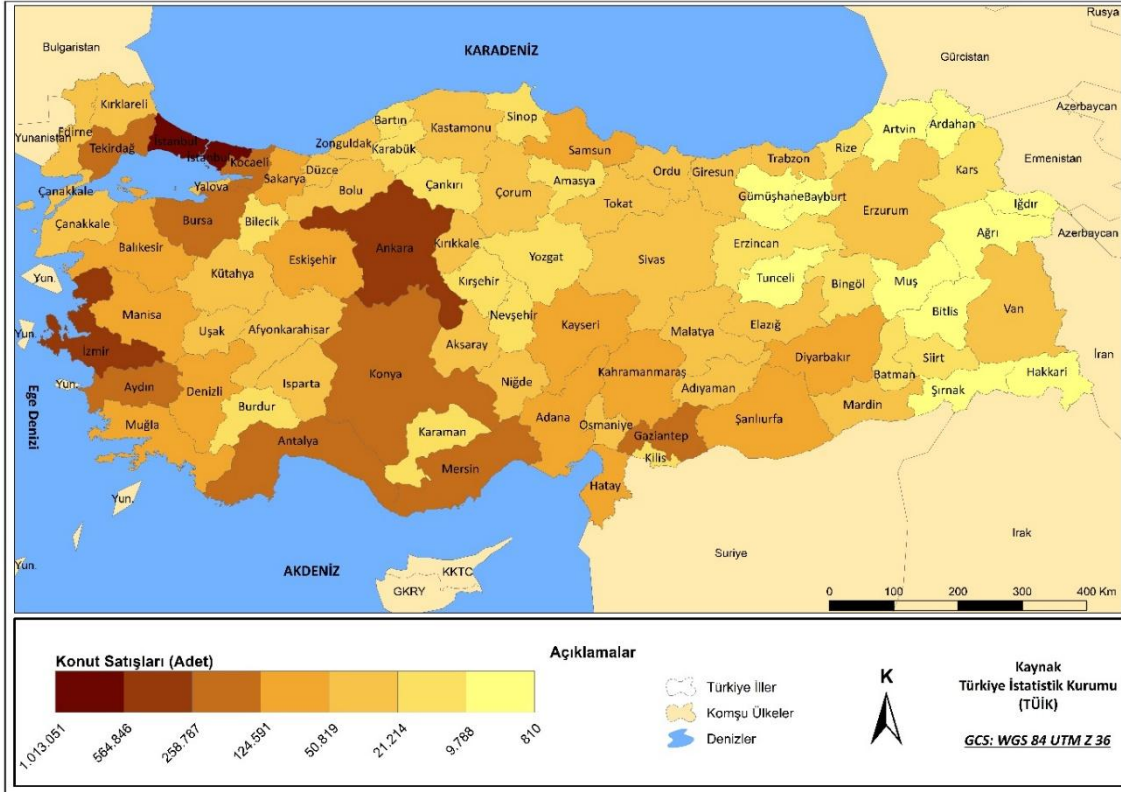 Rusya
Bulgaristan
KARADENİZ
Gürcistan
Kırklareli
Azerbaycan
Edirne
Yunanistan
Tekirdağ
İstanbul
İstanbul
Kocaeli
Bartın
Zonguldak
Karabük
Kastamonu
Sinop
Samsun
Artvin
Ardahan
Rize
Trabzon
Kars
Ermenistan
Yalova
Sakarya
Düzce
Bolu
Çankırı
Çorum
Amasya
Tokat
Ordu
Giresun
Gümüşhane
Bayburt
Erzurum
Iğdır
Azerbaycan
Çanakkale
Çanakkale
Bursa
Bilecik
Balıkesir
Eskişehir
Ankara
Kırıkkale
Yozgat
Sivas
Erzincan
Ağrı
Yun.
Kütahya
Kırşehir
Tunceli
Bingöl
Muş
Manisa
Uşak
Afyonkarahisar
Nevşehir
Kayseri
Malatya
Elazığ
Bitlis
Van
Yun.
İzmir
Aksaray
Diyarbakır
Siirt
İran
Yun.
Aydın
Denizli
Isparta
Konya
Niğde
Kahramanmaraş
Adıyaman
Batman
Şırnak
Hakkari
Ege Denizi
Muğla
Burdur
Antalya
Karaman
Mersin
Adana
Osmaniye
Gaziantep
Kilis
Şanlıurfa
Mardin
Hatay
Yun.
Yun.
AKDENİZ
KKTC
GKRY
Suriye
Irak
0 100 200 300 400 Km
Konut Satışları (Adet)
1.013.051
564.846
258.787
124.591
50.819
21.214
9.788
810
Açıklamalar
Türkiye İller
Komşu Ülkeler
Denizler
K
Kaynak
Türkiye İstatistik Kurumu
(TÜİK)
GCS: WGS 84 UTM Z 36